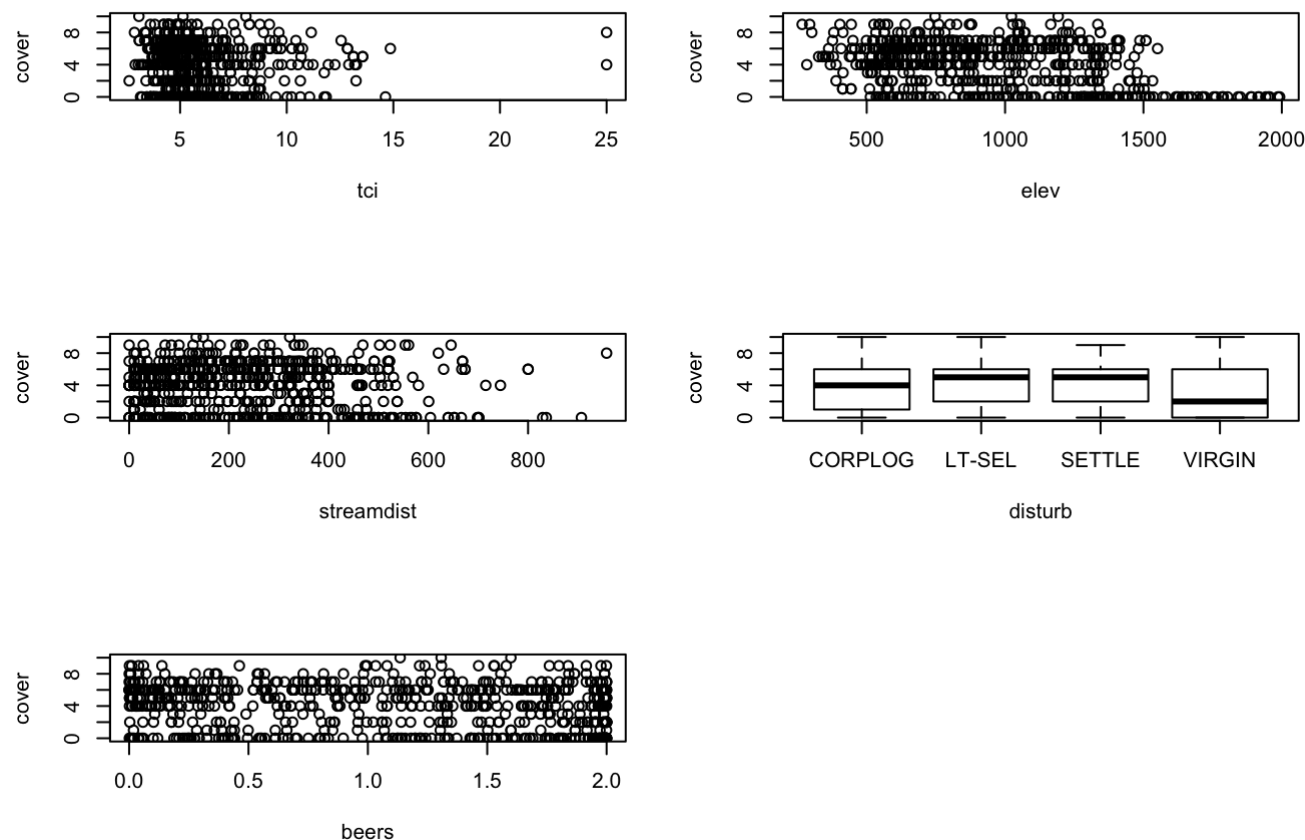 cover
8
4
0
5 10 15 20 25
tci
cover
8
4
0
500 1000 1500 2000
elev
cover
8
4
0
0 200 400 600 800
streamdist
cover
8
4
0
CORPLOG LT-SEL SETTLE VIRGIN
disturb
cover
8
4
0
0.0 0.5 1.0 1.5 2.0
beers